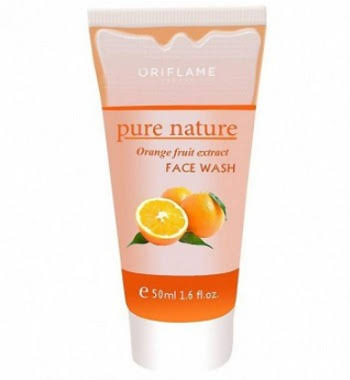 ORIFLAME
pure nature
Orange fruit extract
FACE WASH
e 50ml 1.6 fl.oz.